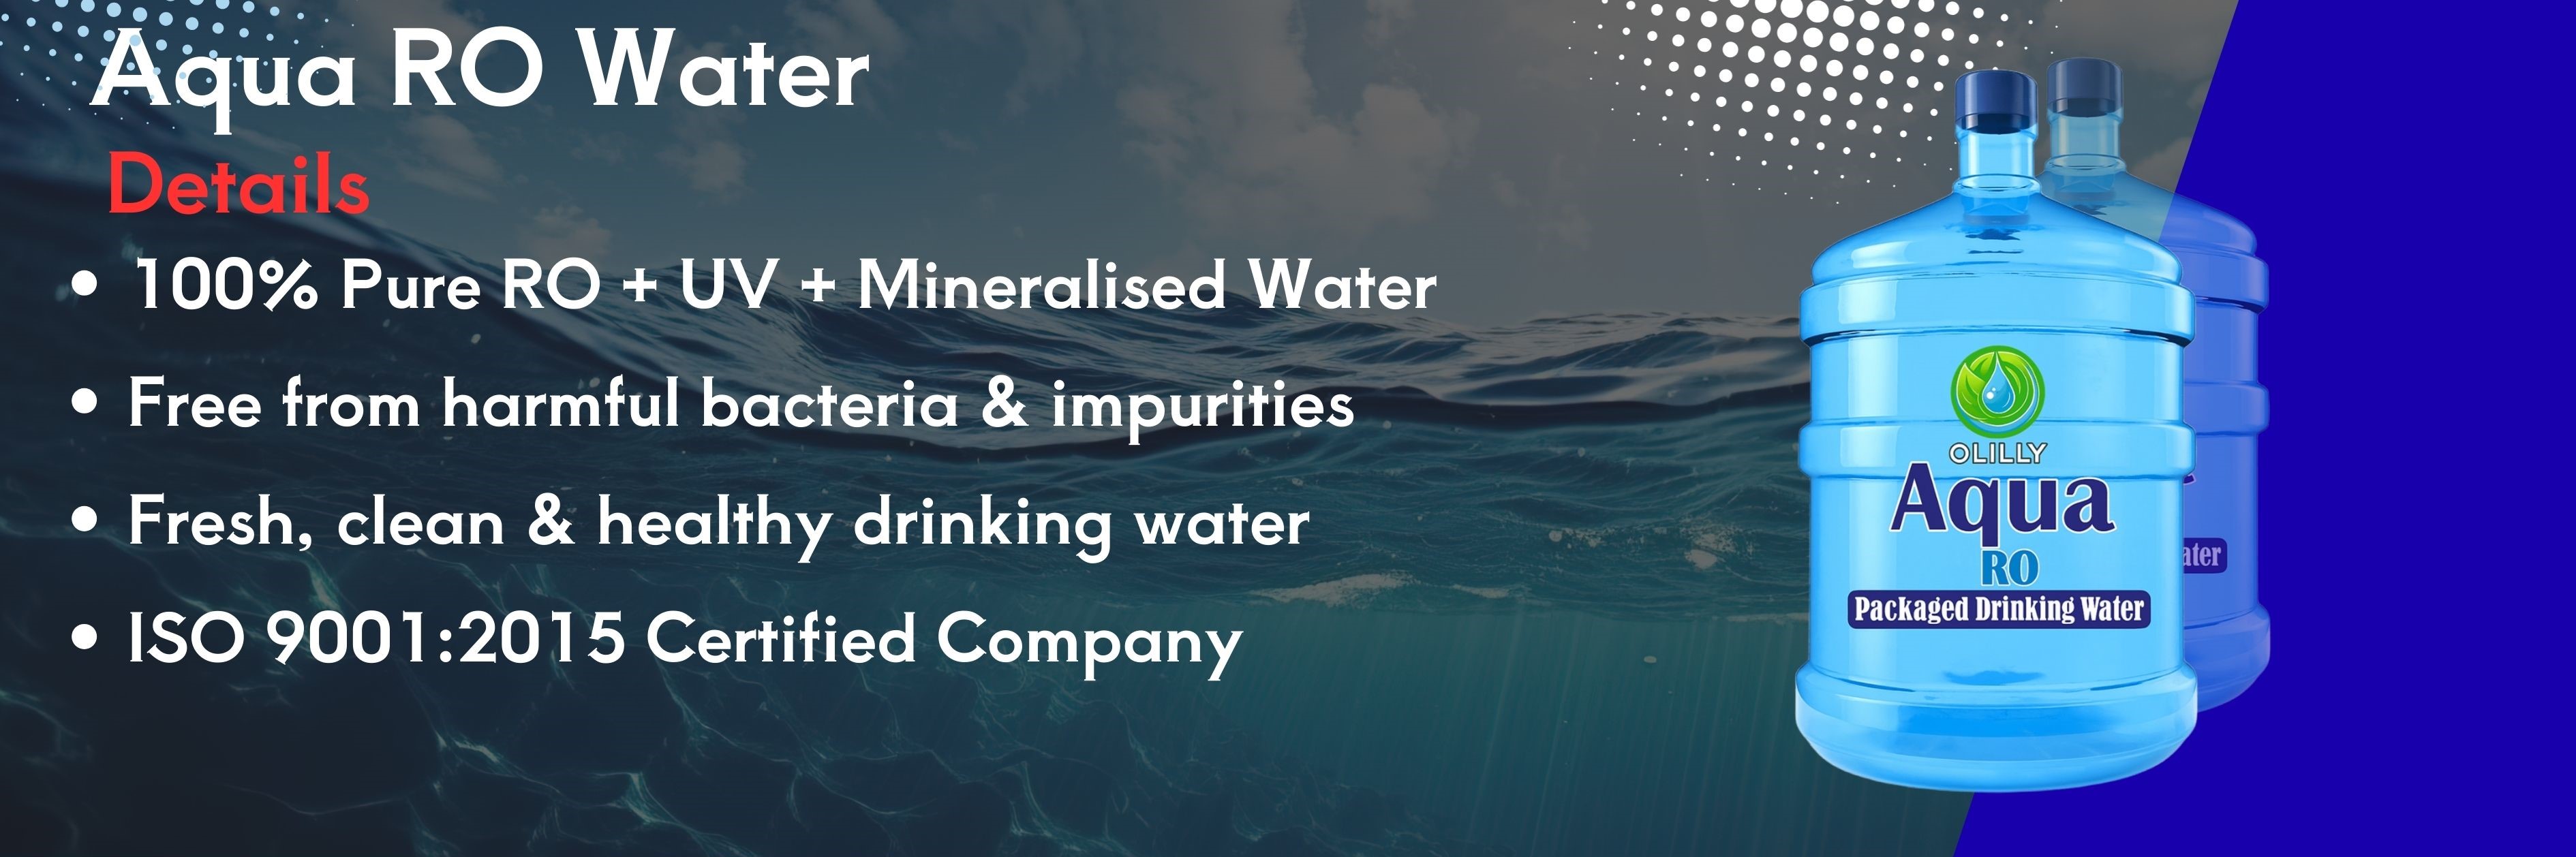 Aqua RO Water
Details
• 100% Pure RO + UV + Mineralised Water
• Free from harmful bacteria & impurities
• Fresh, clean & healthy drinking water
• ISO 9001:2015 Certified Company
OLILLY
Aqua
RO
Packaged Drinking Water
ater